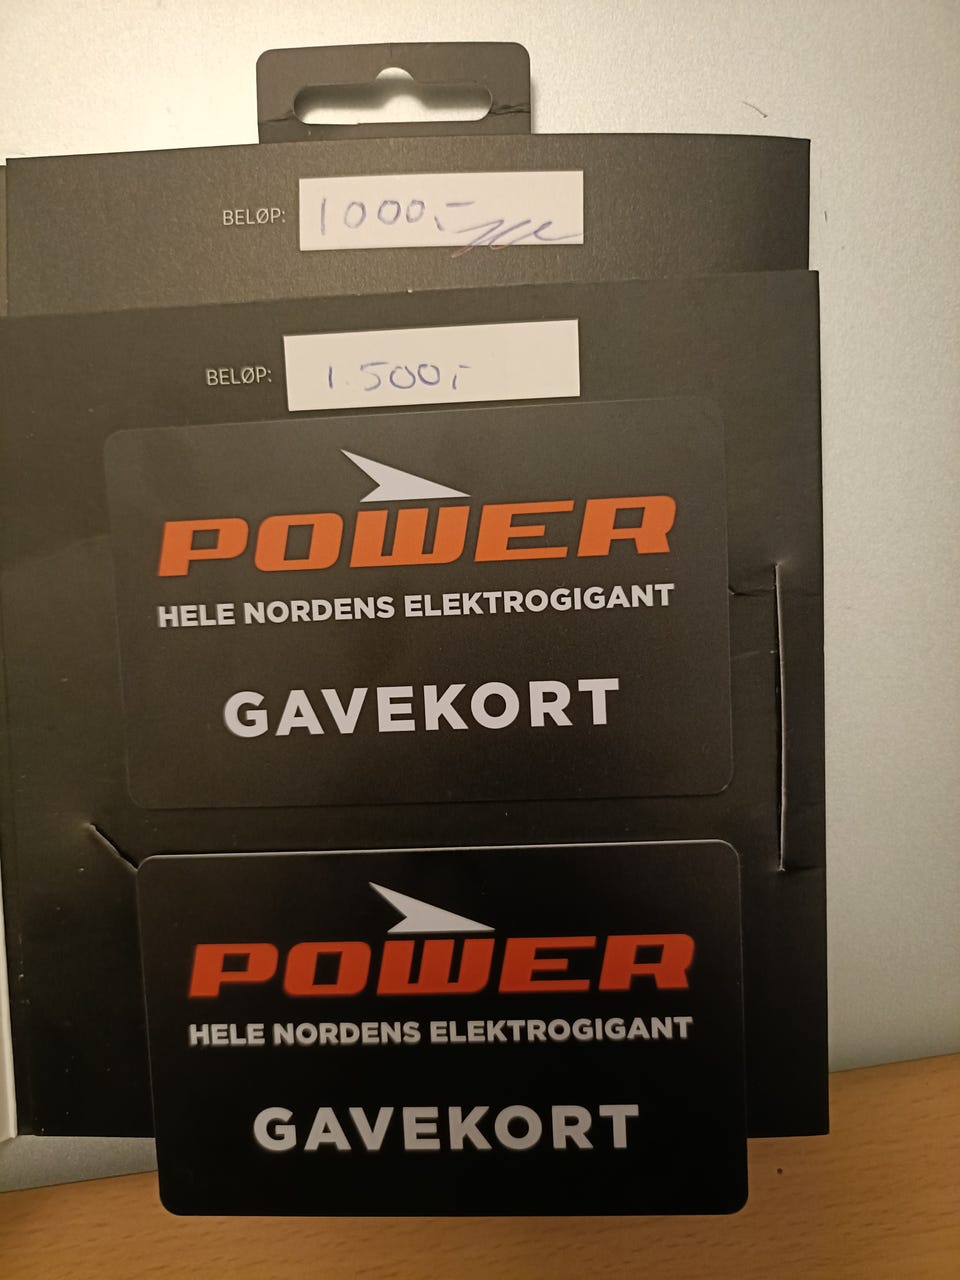 BELØP: 1000,-
BELØP: 1.500,-
POWER
HELE NORDENS ELEKTROGIGANT
GAVEKORT
POWER
HELE NORDENS ELEKTROGIGANT
GAVEKORT